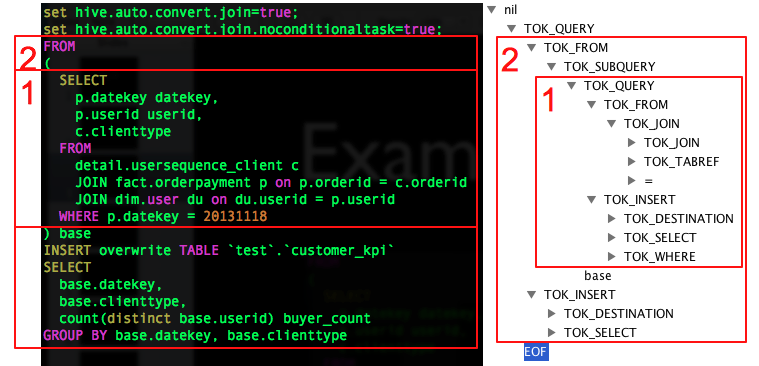 set hive.auto.convert.join=true;
set hive.auto.convert.join.noconditionaltask=true;
2
FROM
(
1
SELECT
p.datekey datekey,
p.userid userid,
c.clienttype
FROM
detail.usersequence_client c
JOIN fact.orderpayment p on p.orderid = c.orderid
JOIN dim.user du on du.userid = p.userid
WHERE p.datekey = 20131118
) base
INSERT overwrite TABLE `test`.`customer_kpi`
SELECT
base.datekey,
base.clienttype,
count(distinct base.userid) buyer_count
GROUP BY base.datekey, base.clienttype
Exam
nil
TOK_QUERY
2
TOK_FROM
TOK_SUBQUERY
1
TOK_QUERY
TOK_FROM
TOK_JOIN
TOK_JOIN
TOK_TABREF
=
TOK_INSERT
TOK_DESTINATION
TOK_SELECT
TOK_WHERE
base
TOK_INSERT
TOK_DESTINATION
TOK_SELECT
EOF